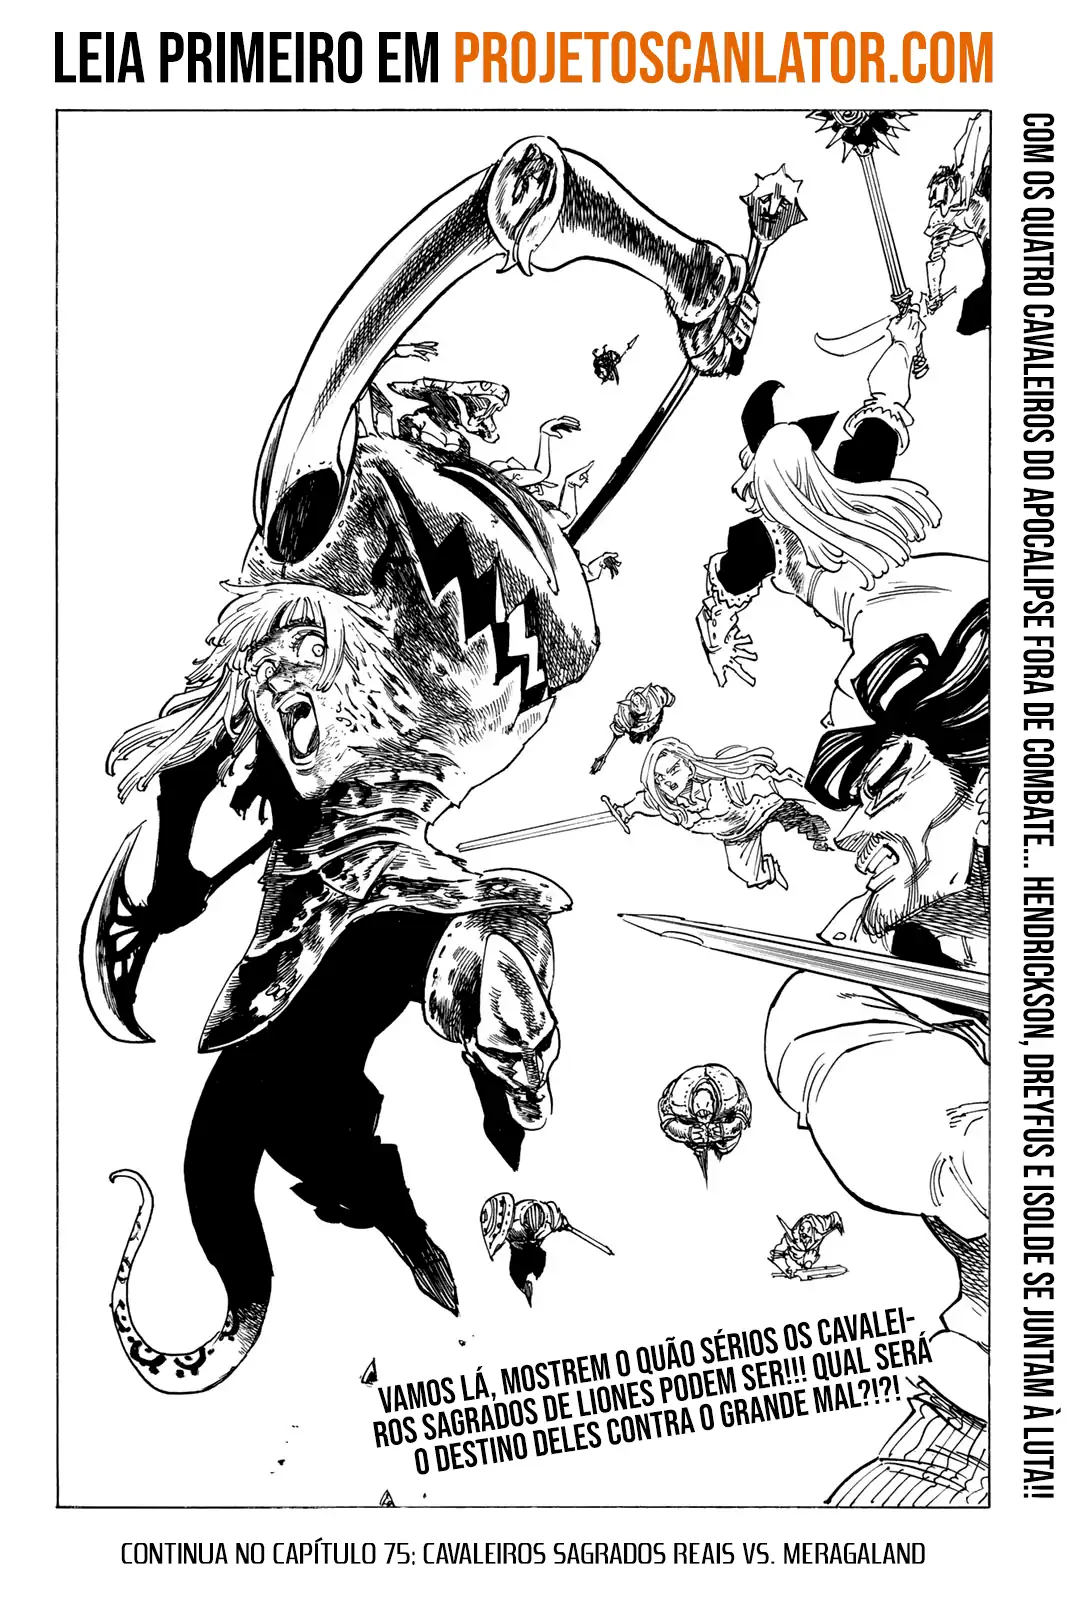 LEIA PRIMEIRO EM PROJETOSCANLATOR.COM
COM OS QUATRO CAVALEIROS DO APOCALIPSE FORA DE COMBATE... HENDRICKSON, DREYFUS E ISOLDE SE JUNTAM À LUTA!!
VAMOS LÁ, MOSTREM O QUÃO SÉRIOS OS CAVALEI-
ROS SAGRADOS DE LIONES PODEM SER!!! QUAL SERÁ
O DESTINO DELES CONTRA O GRANDE MAL?!?!
CONTINUA NO CAPÍTULO 75: CAVALEIROS SAGRADOS REAIS VS. MERAGALAND